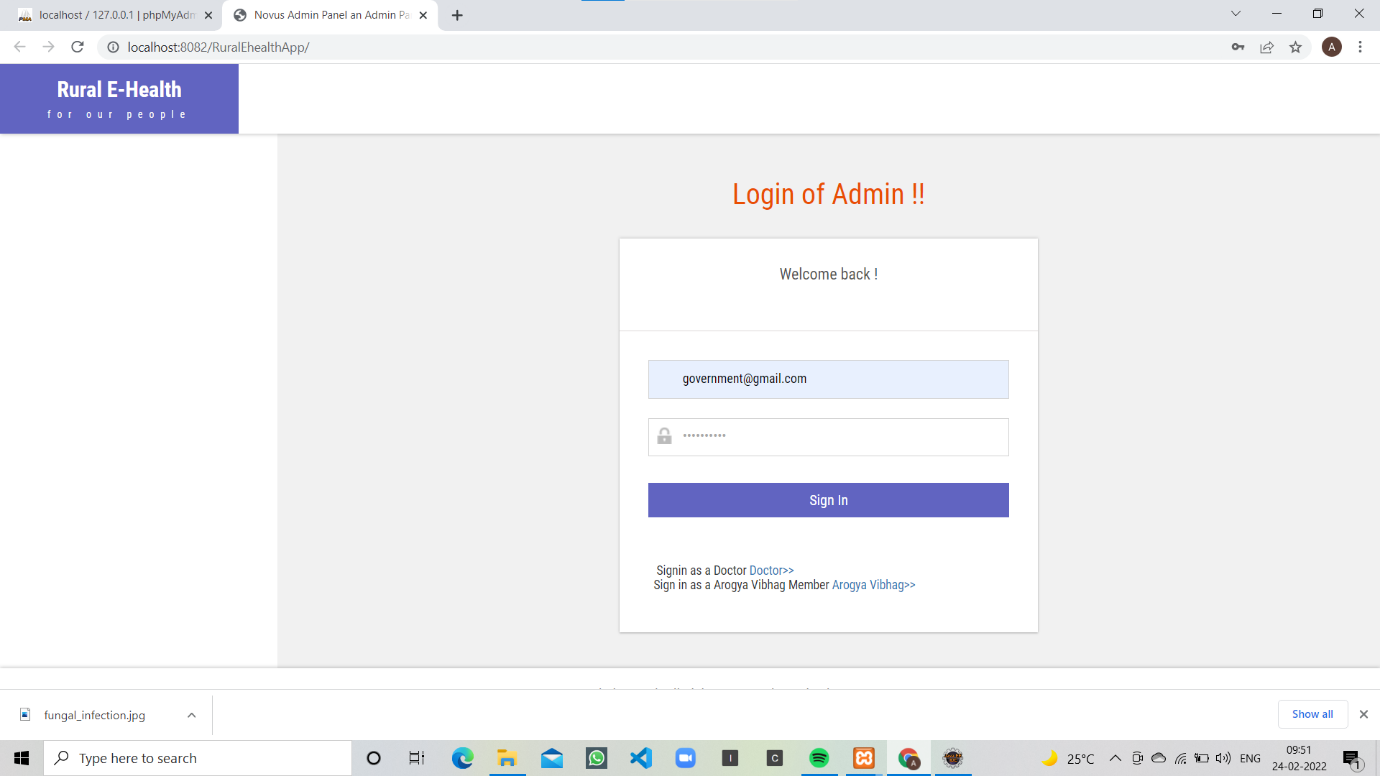 localhost / 127.0.0.1 | phpMyAdm
Novus Admin Panel an Admin Pa
localhost:8082/RuralEhealthApp/
A
Rural E-Health
for our people
Login of Admin !!
Welcome back !
government@gmail.com
Sign In
Signin as a Doctor Doctor>>
Sign in as a Arogya Vibhag Member Arogya Vibhag>>
fungal_infection.jpg
Show all
Type here to search
I
C
25°C
ENG
09:51
24-02-2022
1